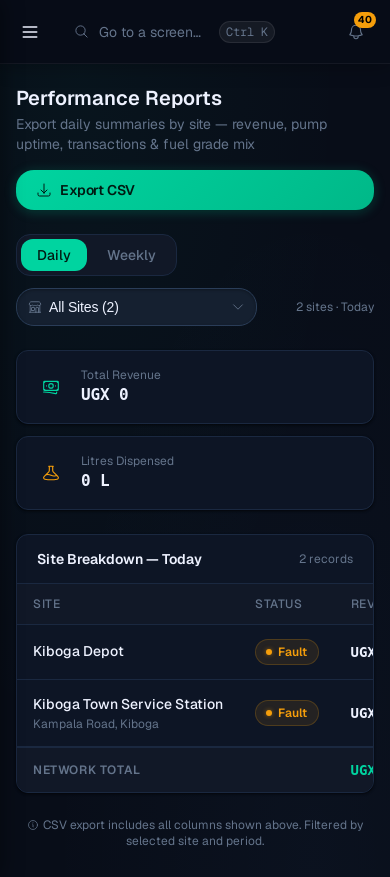 40
Go to a screen... Ctrl K
Performance Reports
Export daily summaries by site — revenue, pump
uptime, transactions & fuel grade mix
Export CSV
Daily Weekly
All Sites (2) 2 sites · Today
Total Revenue
UGX 0
Litres Dispensed
0 L
Site Breakdown — Today 2 records
SITE STATUS REV
Kiboga Depot Fault UGX
Kiboga Town Service Station
Kampala Road, Kiboga
Fault UGX
NETWORK TOTAL UGX
CSV export includes all columns shown above. Filtered by
selected site and period.